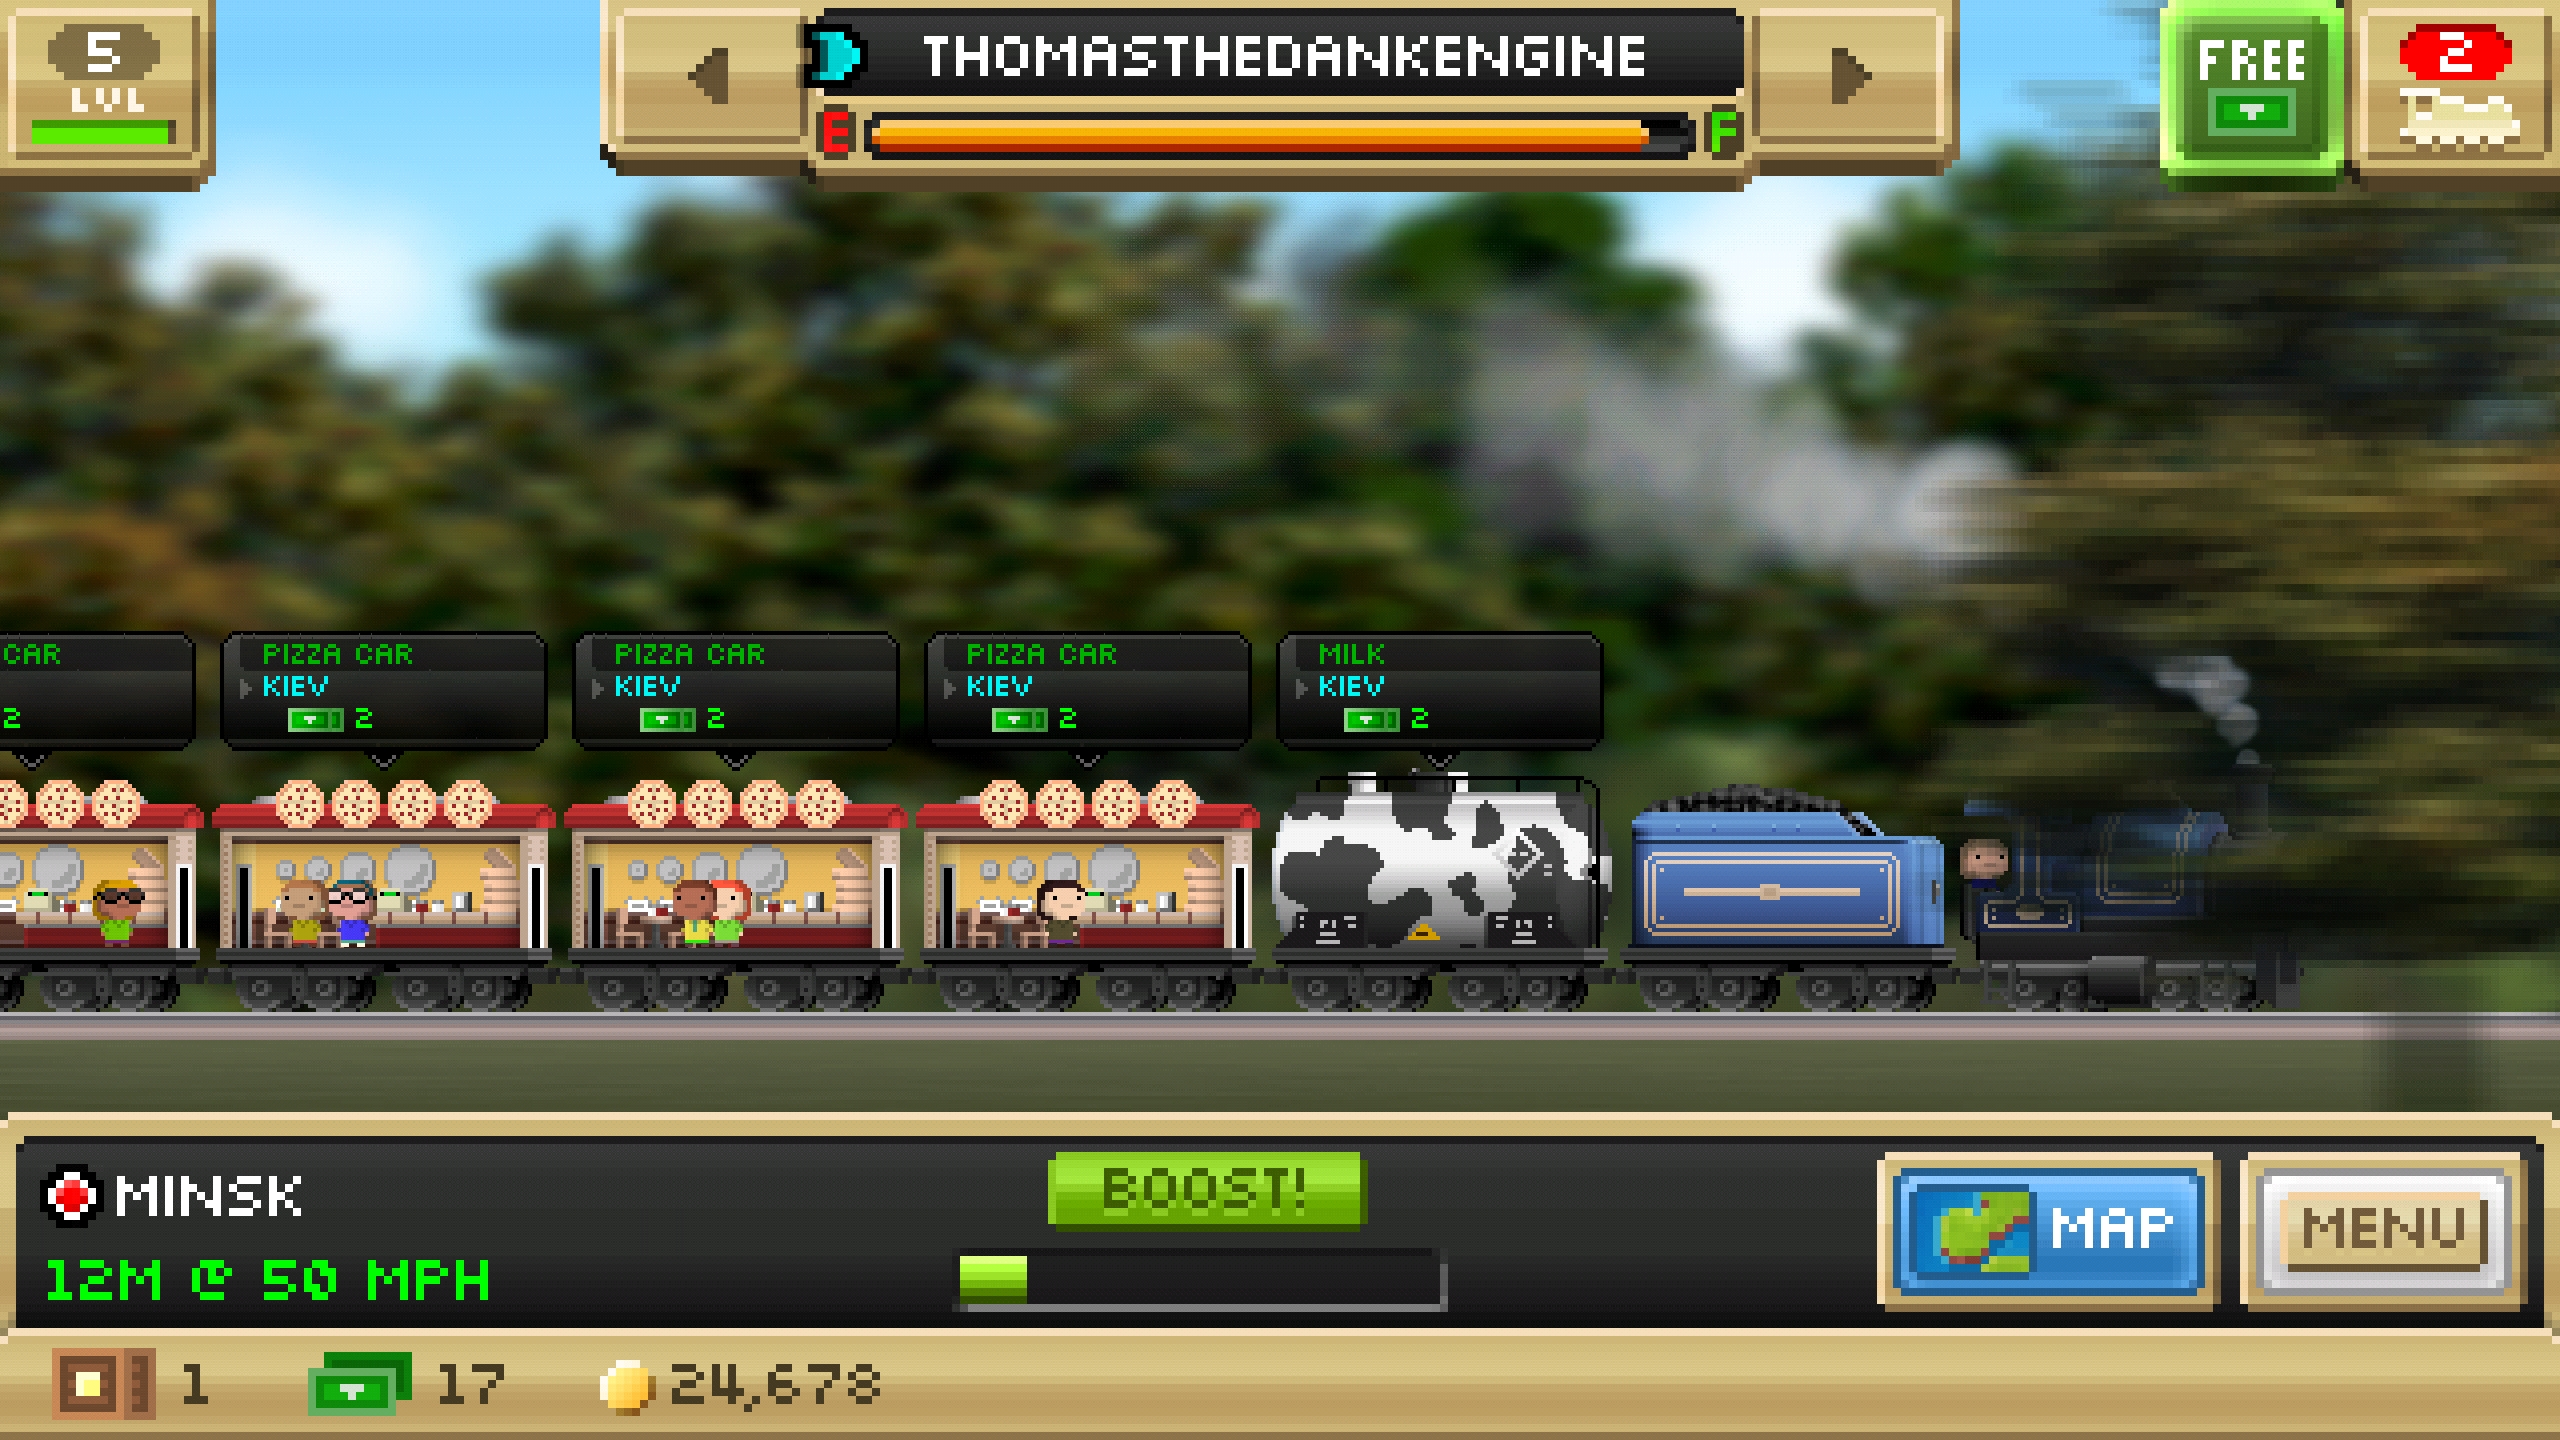 5
LVL
THOMASTHEDANKENGINE
E F
FREE
2
CAR
2
PIZZA CAR
KIEV
2
PIZZA CAR
KIEV
2
PIZZA CAR
KIEV
2
MILK
KIEV
2
MINSK
12M @ 50 MPH
BOOST!
MAP
MENU
1
17
24,678